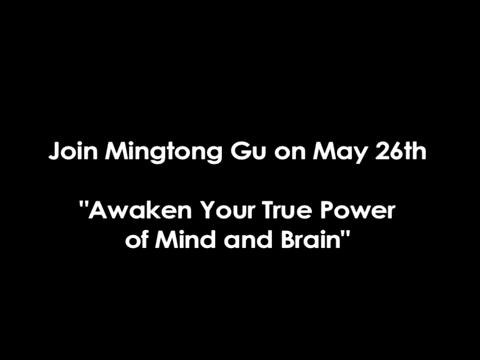 Join Mingtong Gu on May 26th
"Awaken Your True Power
of Mind and Brain"